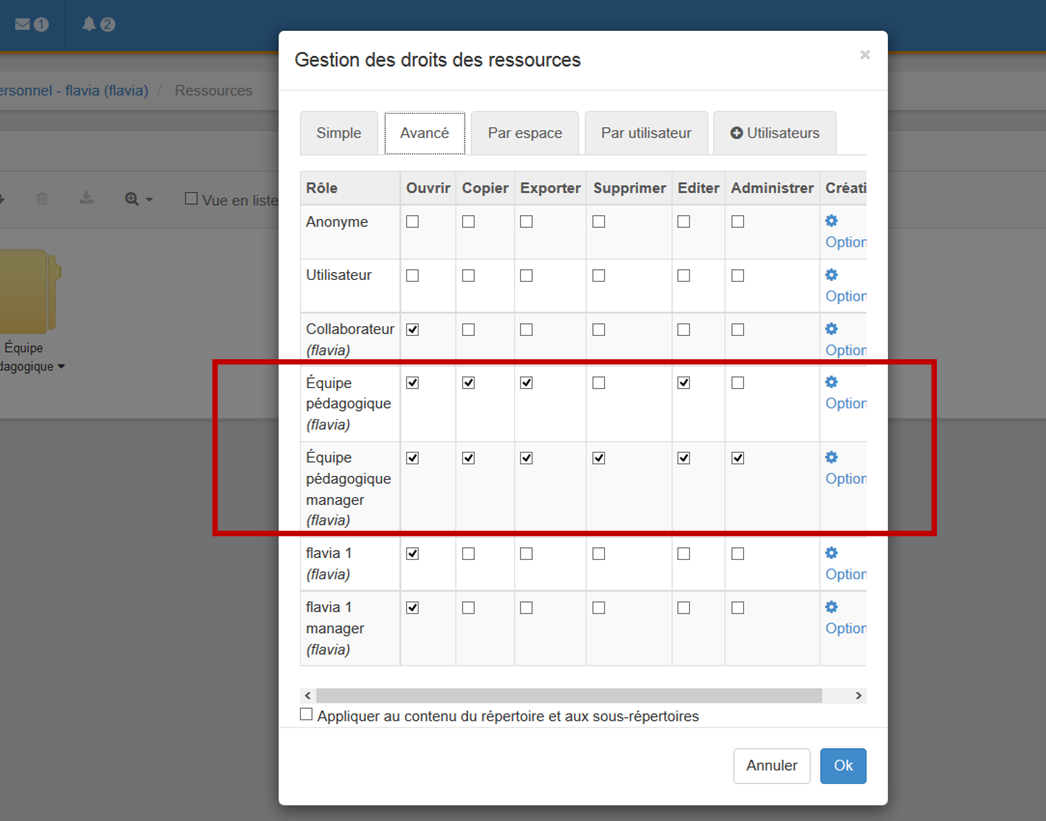 1 2
Gestion des droits des ressources ×
ersonnel - flavia (flavia) / Ressources
Simple Avancé Par espace Par utilisateur Utilisateurs
Vue en liste
Rôle Ouvrir Copier Exporter Supprimer Editer Administrer Créati
Anonyme
Option
Utilisateur
Option
Collaborateur
(flavia) Option
Équipe
dagogique
Équipe
pédagogique Option
(flavia)
Équipe
pédagogique Option
manager
(flavia)
flavia 1
(flavia) Option
flavia 1
manager Option
(flavia)
Appliquer au contenu du répertoire et aux sous-répertoires
Annuler Ok